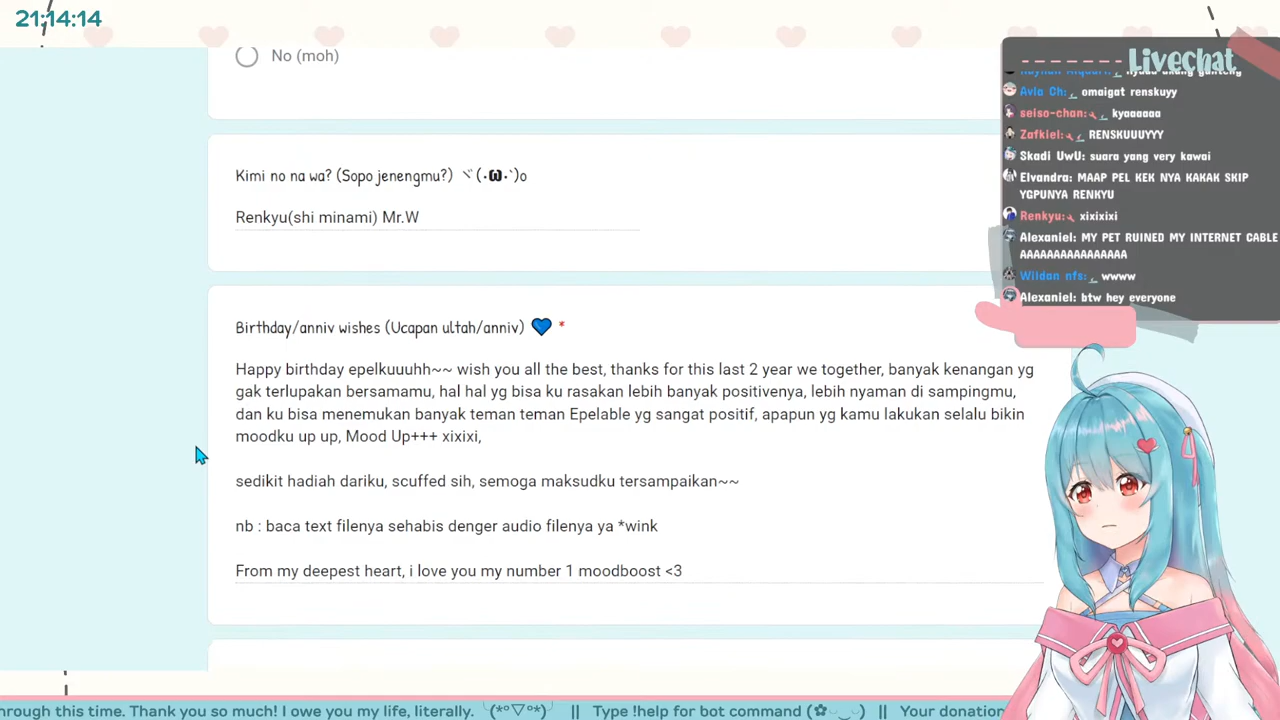 21:14:14
No (moh)
Kimi no na wa? (Sopo jenengmu?) ヾ(･ω･`)o
Renkyu(shi minami) Mr.W
Birthday/anniv wishes (Ucapan ultah/anniv) 💙 *
Happy birthday epelkuuuhh~~ wish you all the best, thanks for this last 2 year we together, banyak kenangan yg
gak terlupakan bersamamu, hal hal yg bisa ku rasakan lebih banyak positivenya, lebih nyaman di sampingmu,
dan ku bisa menemukan banyak teman teman Epelable yg sangat positif, apapun yg kamu lakukan selalu bikin
moodku up up, Mood Up+++ xixixi,
sedikit hadiah dariku, scuffed sih, semoga maksudku tersampaikan~~
nb : baca text filenya sehabis denger audio filenya ya *wink
From my deepest heart, i love you my number 1 moodboost <3
Livechat
Avla Ch: omaigat renskuyy
seiso-chan: kyaaaaa
Zafkiel: RENSKUUUYYY
Skadi UwU: suara yang very kawai
Elvandra: MAAP PEL KEK NYA KAKAK SKIP
YGPUNYA RENKYU
Renkyu: xixixixi
Alexaniel: MY PET RUINED MY INTERNET CABLE
AAAAAAAAAAAAAAAA
Wildan nfs: wwww
Alexaniel: btw hey everyone
hrough this time. Thank you so much! I owe you my life, literally. ╰(*°▽°*)╯ || Type !help for bot command (✿◡‿◡) || Your donation